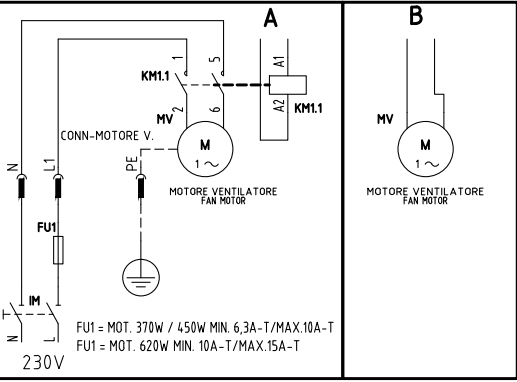 A
B
1
5
KM1.1
A1
A2
KM1.1
2
6
MV
MV
CONN-MOTORE V.
M
1 ~
M
1 ~
N
L1
PE
MOTORE VENTILATORE
FAN MOTOR
MOTORE VENTILATORE
FAN MOTOR
FU1
IM
N
L
FU1 = MOT. 370W / 450W MIN. 6,3A-T/MAX.10A-T
FU1 = MOT. 620W MIN. 10A-T/MAX.15A-T
230V